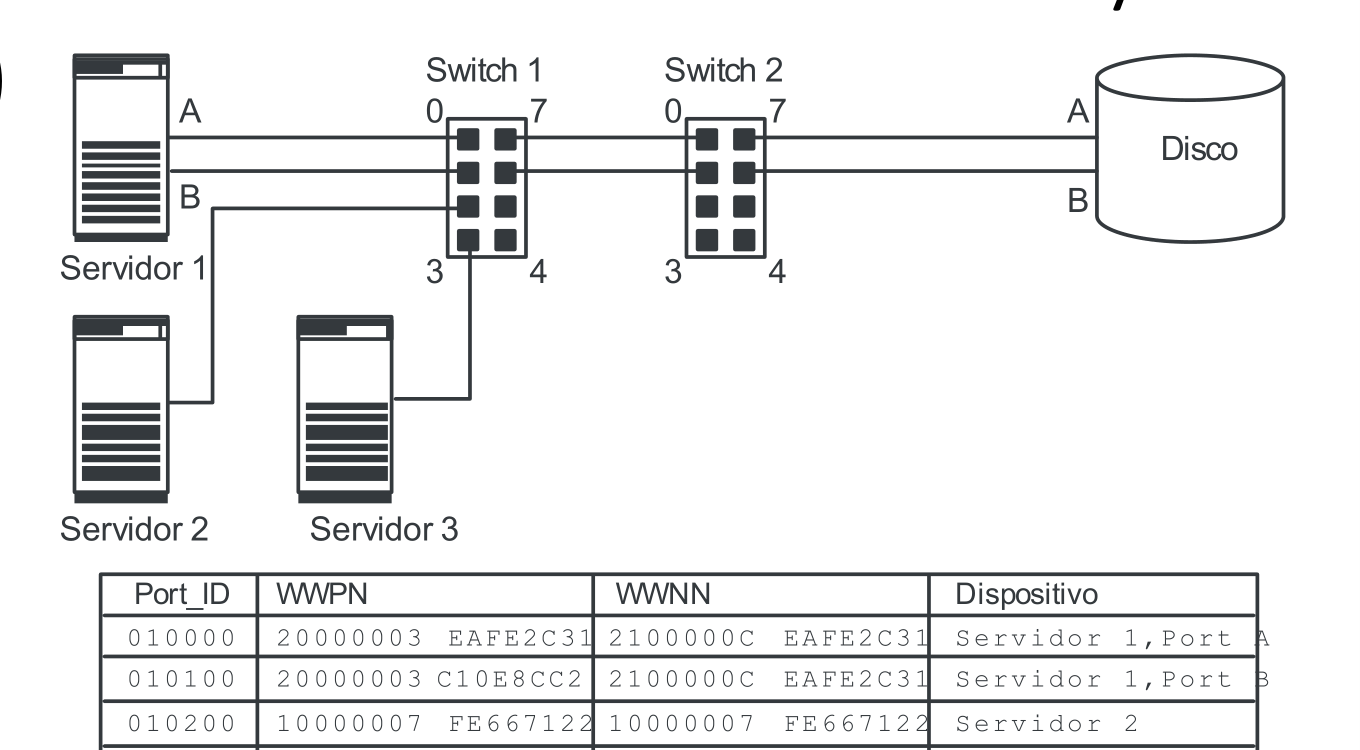 Switch 1 Switch 2
A 0 7 0 7 A
Disco
B B
Servidor 1 3 4 3 4
Servidor 2 Servidor 3
Port_ID WWPN WWNN Dispositivo
010000 20000003 EAFE2C31 2100000C EAFE2C31 Servidor 1,Port A
010100 20000003 C10E8CC2 2100000C EAFE2C31 Servidor 1,Port B
010200 10000007 FE667122 10000007 FE667122 Servidor 2